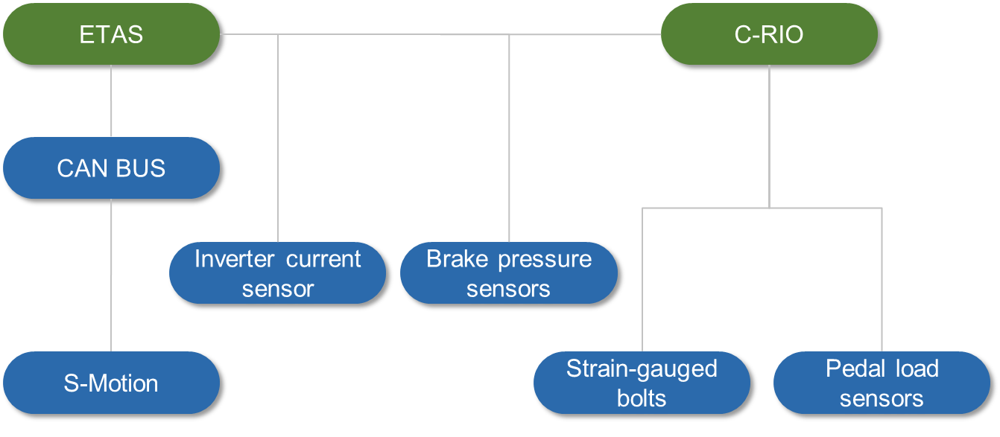 ETAS
C-RIO
CAN BUS
Inverter current
sensor
Brake pressure
sensors
S-Motion
Strain-gauged
bolts
Pedal load
sensors